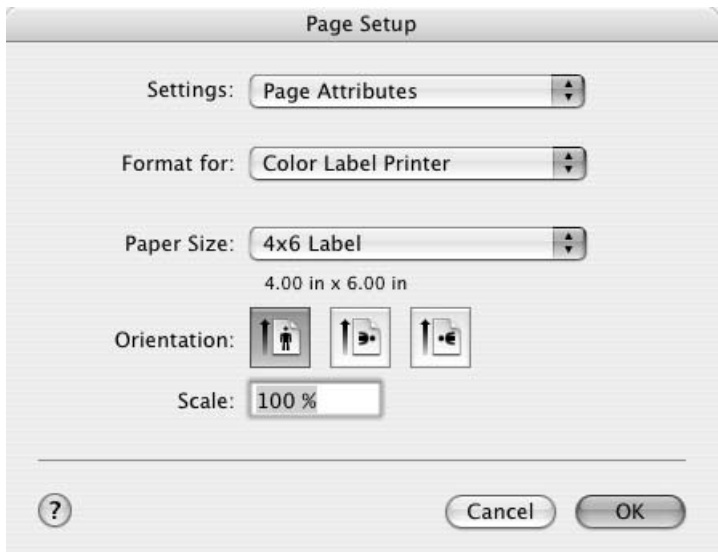 Page Setup
Settings: Page Attributes
Format for: Color Label Printer
Paper Size: 4x6 Label
4.00 in x 6.00 in
Orientation:
Scale: 100 %
? Cancel OK